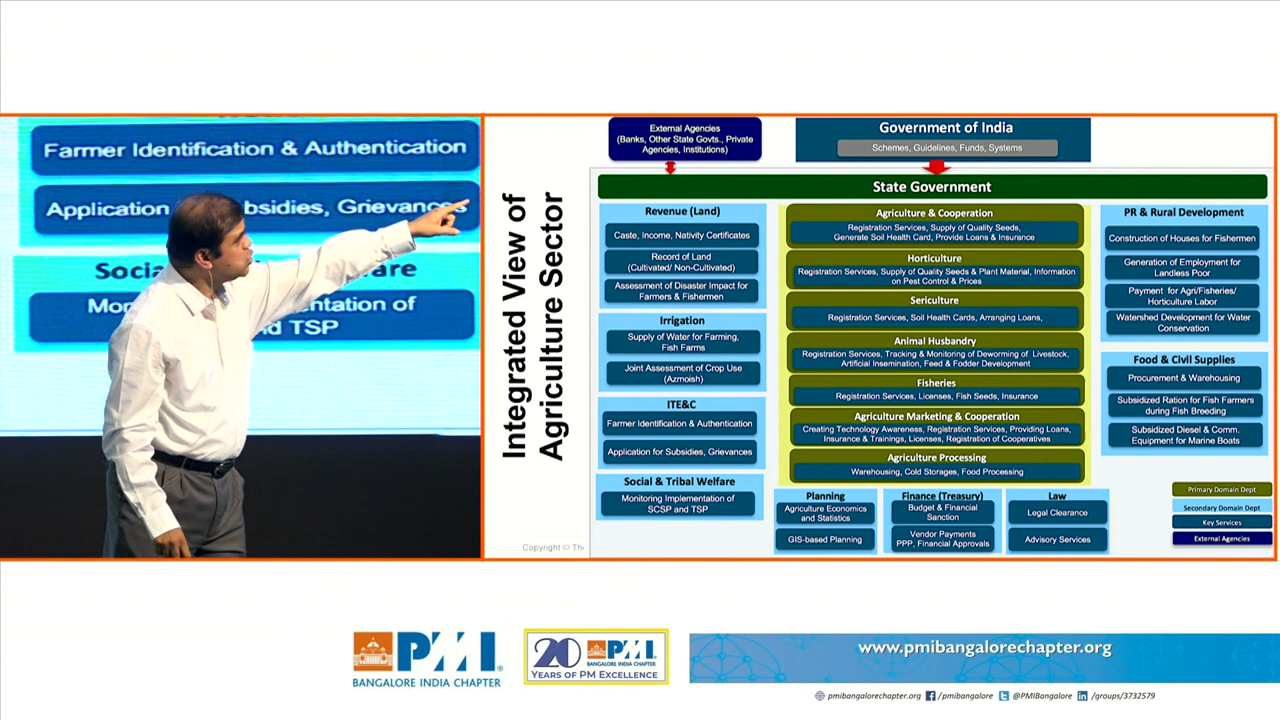 Farmer Identification & Authentication
Application
bsidies, Grievances
Soci
are
Mon
ntation of
d TSP
Integrated View of
Agriculture Sector
External Agencies
(Banks, Other State Govts., Private
Agencies, Institutions)
Government of India
Schemes, Guidelines, Funds, Systems
State Government
Revenue (Land)
Caste, Income, Nativity Certificates
Record of Land
(Cultivated/ Non-Cultivated)
Assessment of Disaster Impact for
Farmers & Fishermen
Irrigation
Supply of Water for Farming,
Fish Farms
Joint Assessment of Crop Use
(Azmoish)
ITE&C
Farmer Identification & Authentication
Application for Subsidies, Grievances
Social & Tribal Welfare
Monitoring Implementation of
SCSP and TSP
Agriculture & Cooperation
Registration Services, Supply of Quality Seeds,
Generate Soil Health Card, Provide Loans & Insurance
Horticulture
Registration Services, Supply of Quality Seeds & Plant Material, Information
on Pest Control & Prices
Sericulture
Registration Services, Soil Health Cards, Arranging Loans,
Animal Husbandry
Registration Services, Tracking & Monitoring of Deworming of Livestock,
Artificial Insemination, Feed & Fodder Development
Fisheries
Registration Services, Licenses, Fish Seeds, Insurance
Agriculture Marketing & Cooperation
Creating Technology Awareness, Registration Services, Providing Loans,
Insurance & Trainings, Licenses, Registration of Cooperatives
Agriculture Processing
Warehousing, Cold Storages, Food Processing
PR & Rural Development
Construction of Houses for Fishermen
Generation of Employment for
Landless Poor
Payment for Agri/Fisheries/
Horticulture Labor
Watershed Development for Water
Conservation
Food & Civil Supplies
Procurement & Warehousing
Subsidized Ration for Fish Farmers
during Fish Breeding
Subsidized Diesel & Comm.
Equipment for Marine Boats
Planning
Agriculture Economics
and Statistics
GIS-based Planning
Finance (Treasury)
Budget & Financial
Sanction
Vendor Payments
PPP, Financial Approvals
Law
Legal Clearance
Advisory Services
Primary Domain Dept
Secondary Domain Dept
Key Services
External Agencies
Copyright © Th
PMI
BANGALORE INDIA CHAPTER
20
PMI
BANGALORE INDIA CHAPTER
YEARS OF PM EXCELLENCE
www.pmibangalorechapter.org
pmibangalorechapter.org
/pmibangalore
@PMIBangalore
/groups/3732579